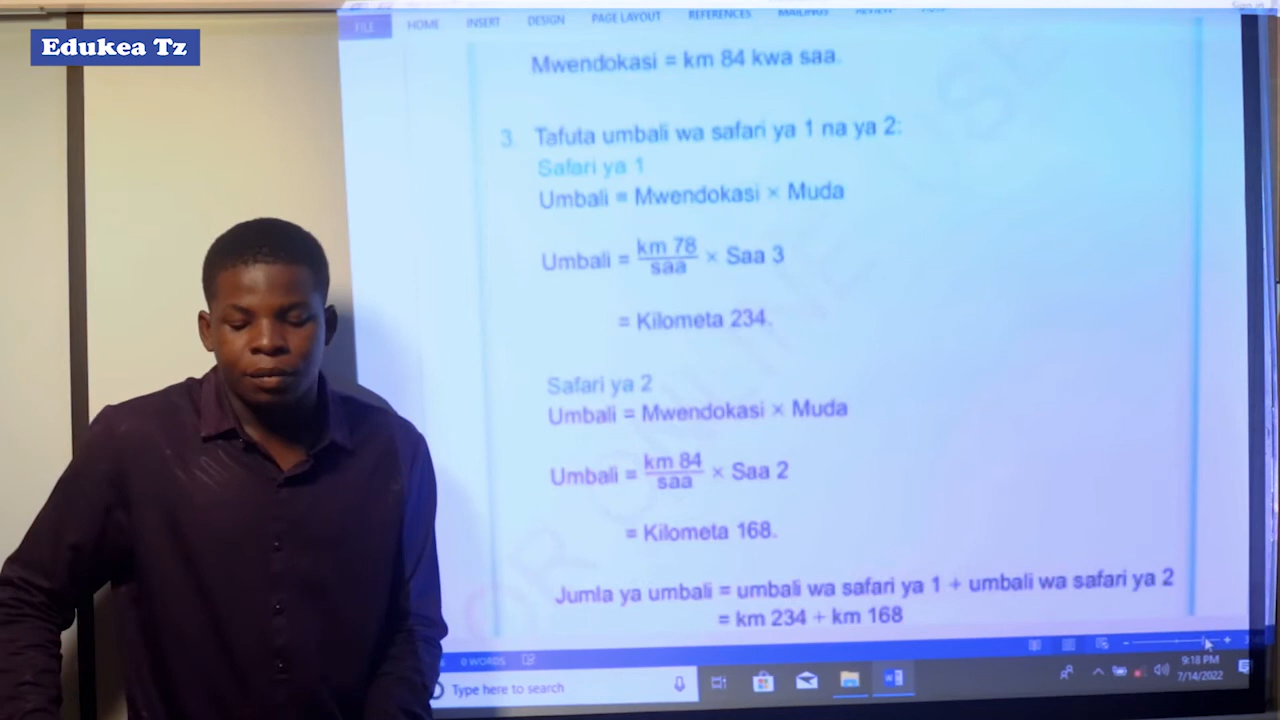 Edukea Tz
FILE HOME INSERT DESIGN PAGE LAYOUT REFERENCES MAILINGS REVIEW
Mwendokasi = km 84 kwa saa.
3. Tafuta umbali wa safari ya 1 na ya 2:
Safari ya 1
Umbali = Mwendokasi × Muda
Umbali = km 78 / saa × Saa 3
= Kilometa 234.
Safari ya 2
Umbali = Mwendokasi × Muda
Umbali = km 84 / saa × Saa 2
= Kilometa 168.
Jumla ya umbali = umbali wa safari ya 1 + umbali wa safari ya 2
= km 234 + km 168
0 WORDS
Type here to search
9:18 PM
7/14/2022